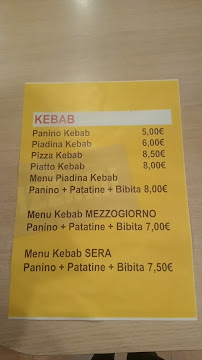 KEBAB
Panino Kebab 5,00€
Piadina Kebab 6,00€
Pizza Kebab 8,50€
Piatto Kebab 8,00€
Menu Piadina Kebab
Panino + Patatine + Bibita 8,00€
Menu Kebab MEZZOGIORNO
Panino + Patatine + Bibita 7,00€
Menu Kebab SERA
Panino + Patatine + Bibita 7,50€